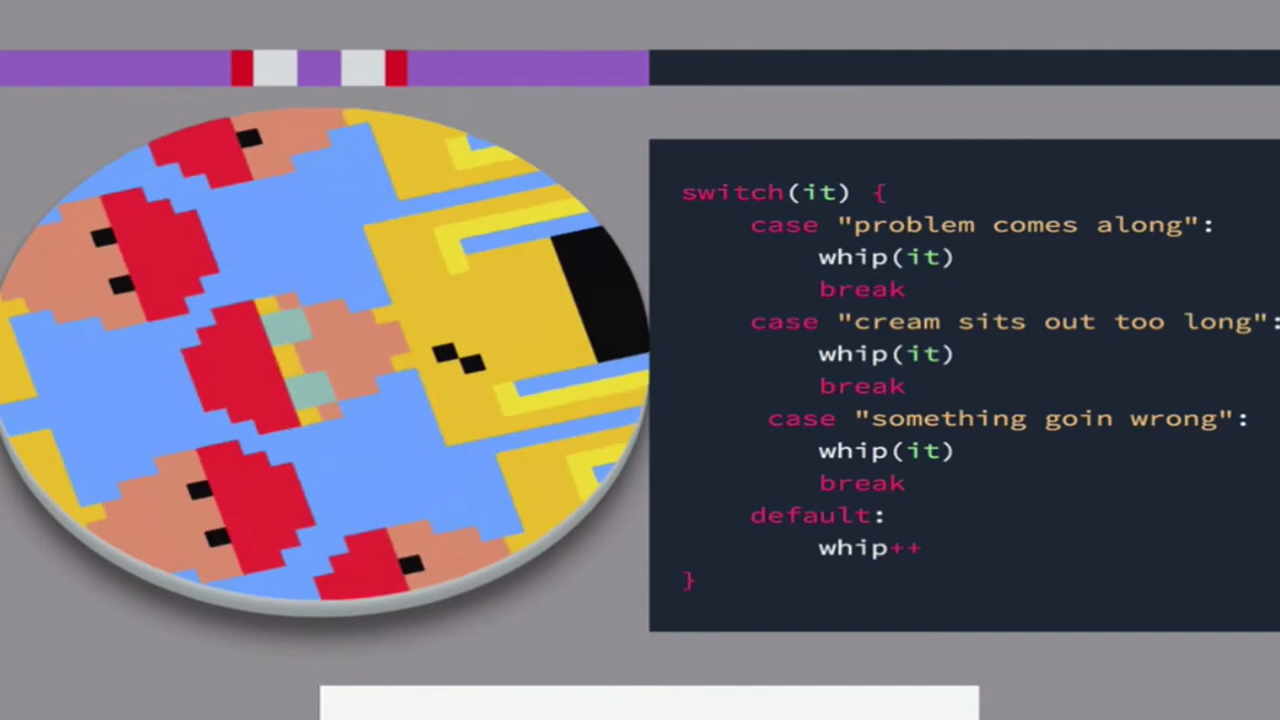 switch(it) {
case "problem comes along":
whip(it)
break
case "cream sits out too long":
whip(it)
break
case "something goin wrong":
whip(it)
break
default:
whip++
}